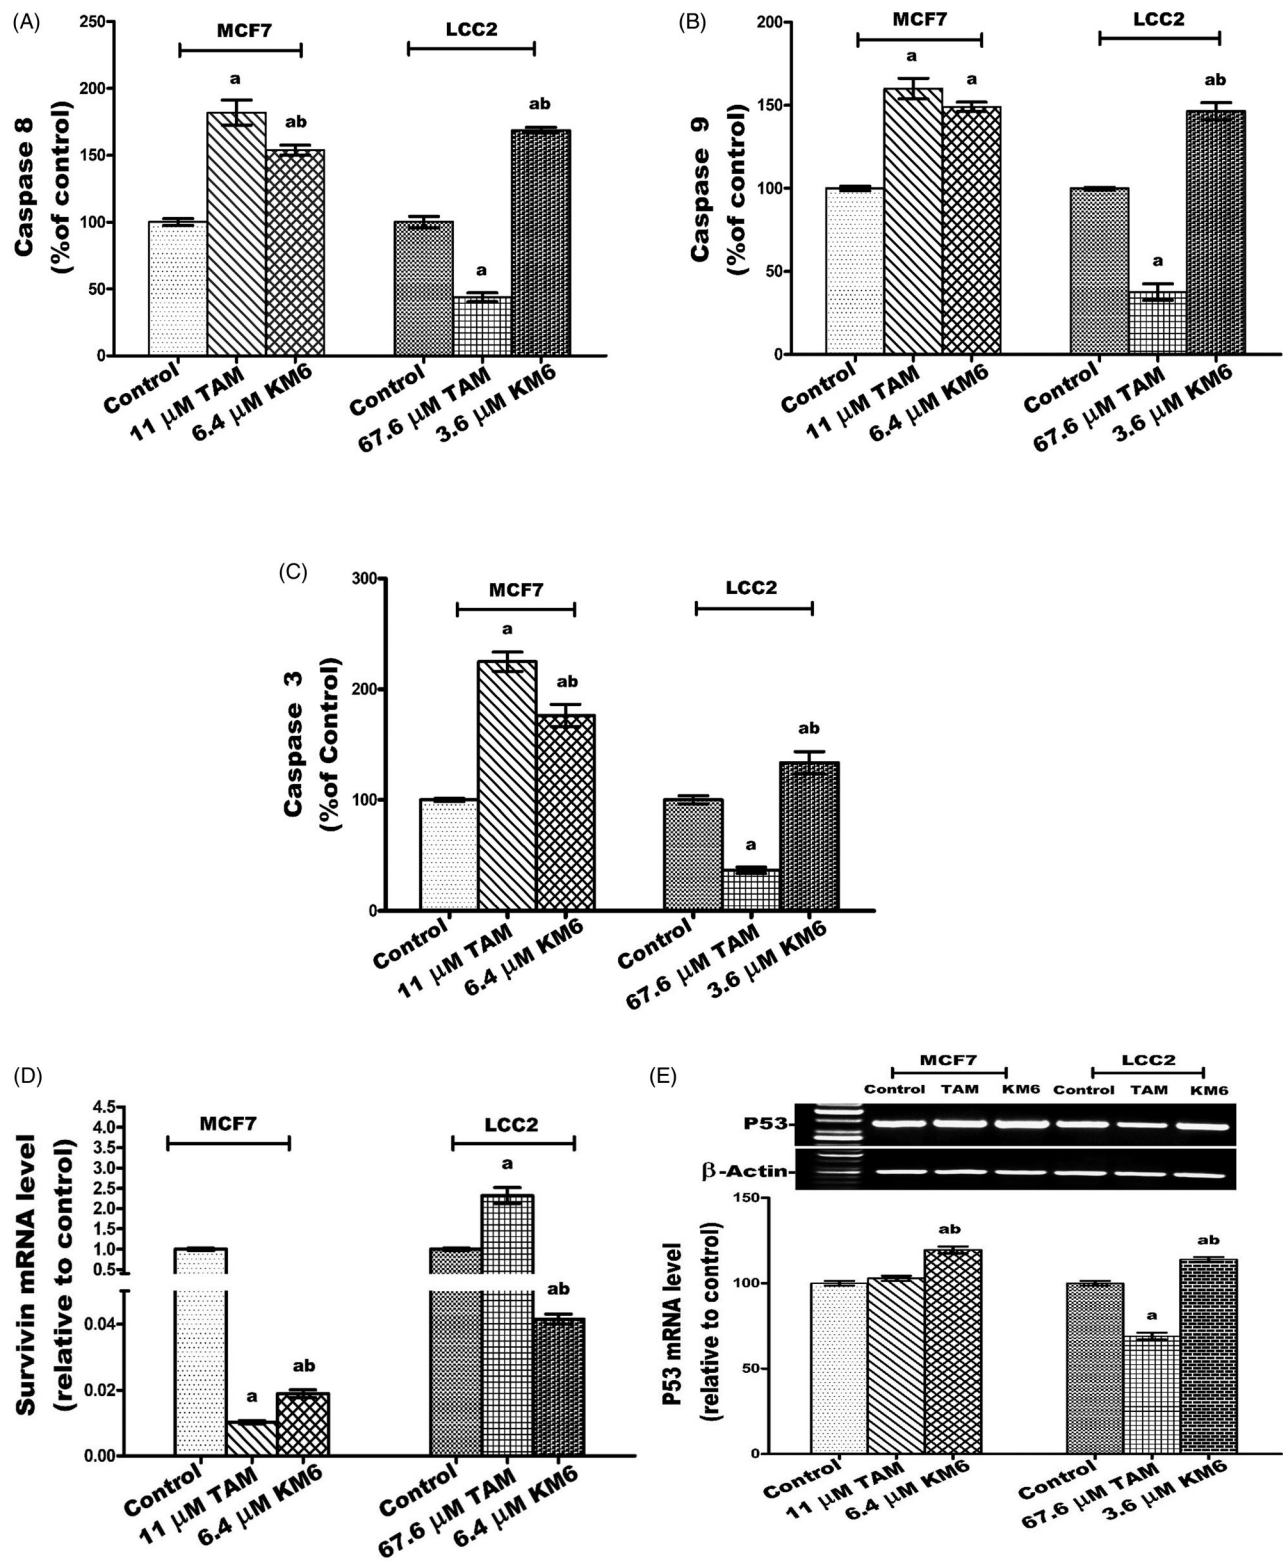 (A)
MCF7
LCC2
Caspase 8
(%of control)
250
200
150
100
50
0
a
ab
a
ab
Control
11 μM TAM
6.4 μM KM6
Control
67.6 μM TAM
3.6 μM KM6
(B)
MCF7
LCC2
Caspase 9
(%of control)
200
150
100
50
0
a
a
a
ab
Control
11 μM TAM
6.4 μM KM6
Control
67.6 μM TAM
3.6 μM KM6
(C)
MCF7
LCC2
Caspase 3
(%of Control)
300
200
100
0
a
ab
a
ab
Control
11 μM TAM
6.4 μM KM6
Control
67.6 μM TAM
3.6 μM KM6
(D)
MCF7
LCC2
Survivin mRNA level
(relative to control)
4.5
4.0
3.5
3.0
2.5
2.0
1.5
1.0
0.5
0.04
0.02
0.00
a
ab
a
ab
Control
11 μM TAM
6.4 μM KM6
Control
67.6 μM TAM
6.4 μM KM6
(E)
MCF7
LCC2
Control TAM KM6 Control TAM KM6
P53
β-Actin
P53 mRNA level
(relative to control)
150
100
50
0
ab
a
ab
Control
11 μM TAM
6.4 μM KM6
Control
67.6 μM TAM
3.6 μM KM6